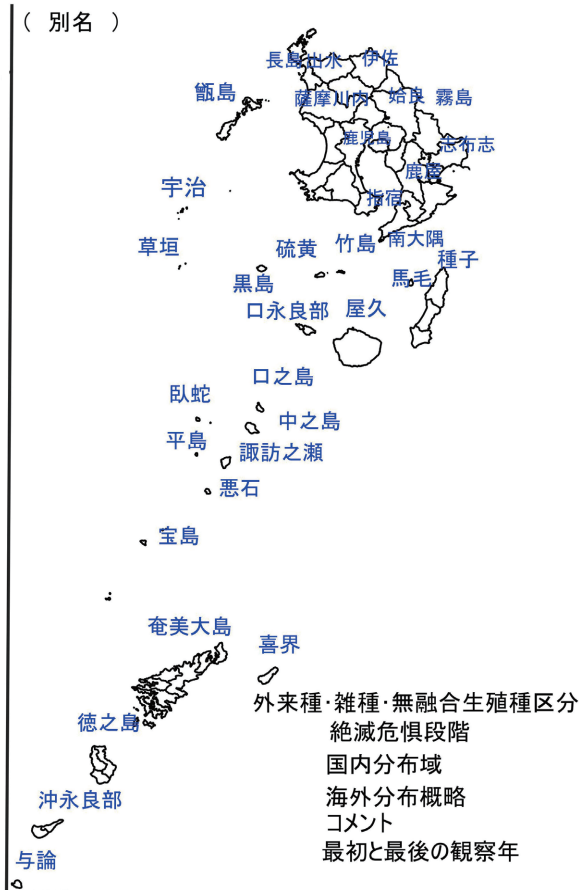 ( 別名 )
長島 出水 伊佐
甑島
薩摩川内 姶良 霧島
鹿児島 志布志
鹿屋
宇治 指宿
草垣 硫黄 竹島 南大隅
種子
黒島 馬毛
口永良部 屋久
口之島
臥蛇
中之島
平島
諏訪之瀬
悪石
宝島
奄美大島
喜界
外来種・雑種・無融合生殖種区分
徳之島
絶滅危惧段階
国内分布域
沖永良部 海外分布概略
コメント
与論 最初と最後の観察年